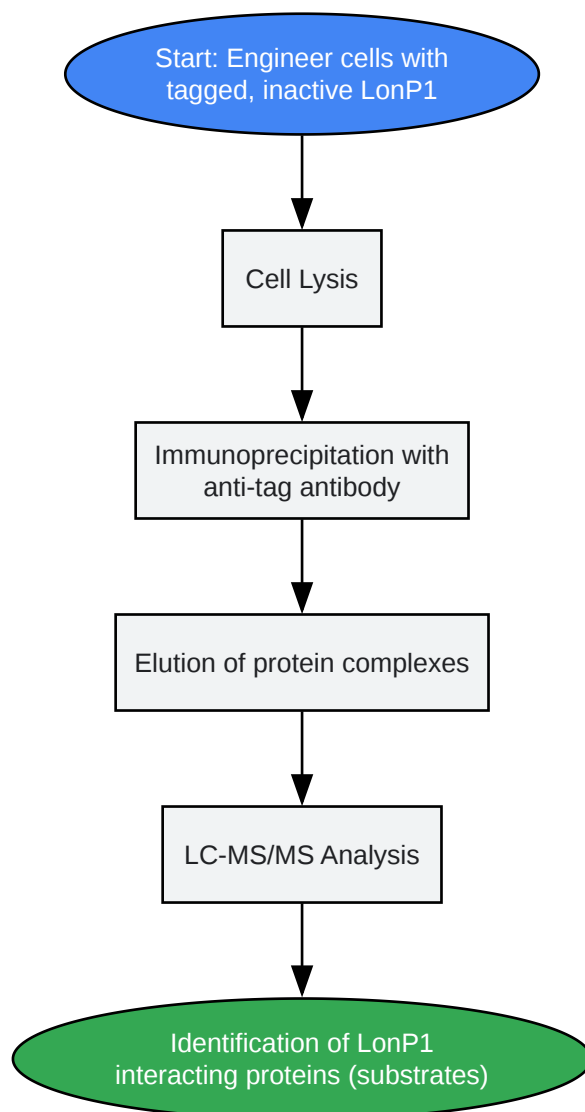 Start: Engineer cells with
tagged, inactive LonP1
Cell Lysis
Immunoprecipitation with
anti-tag antibody
Elution of protein complexes
LC-MS/MS Analysis
Identification of LonP1
interacting proteins (substrates)